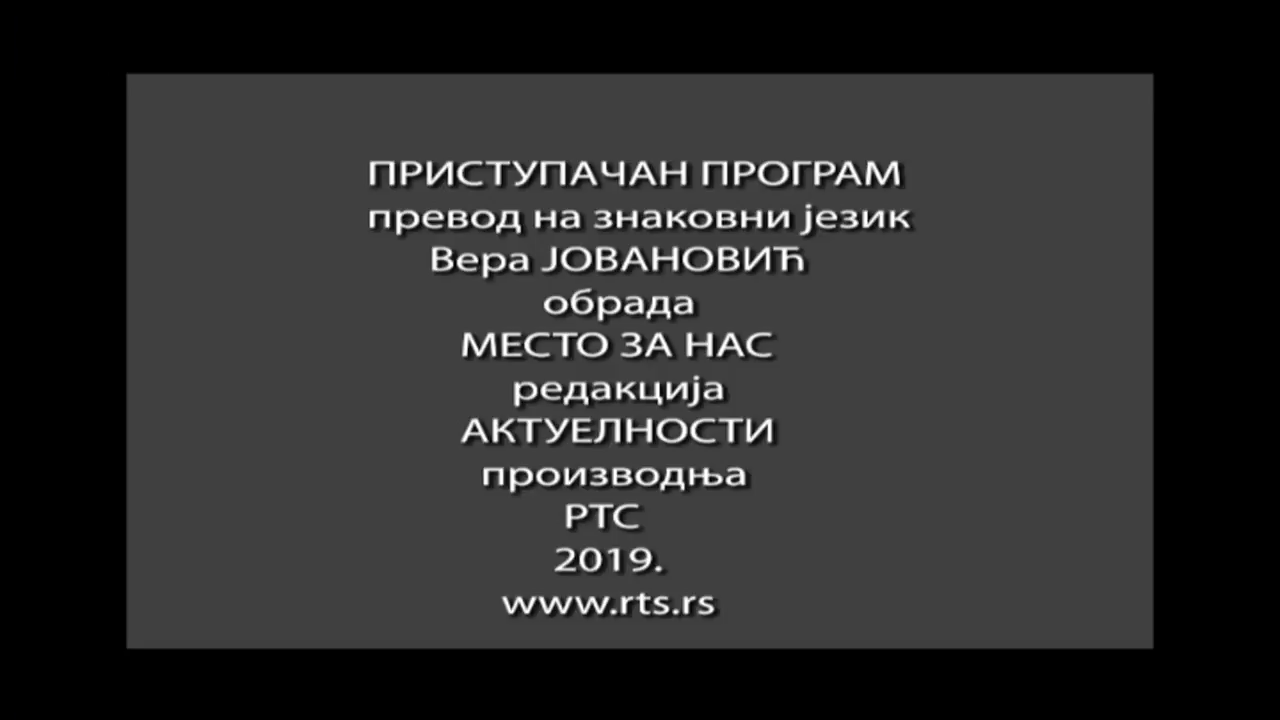 ПРИСТУПАЧАН ПРОГРАМ
превод на знаковни језик
Вера ЈОВАНОВИЋ
обрада
МЕСТО ЗА НАС
редакција
АКТУЕЛНОСТИ
производња
РТС
2019.
www.rts.rs